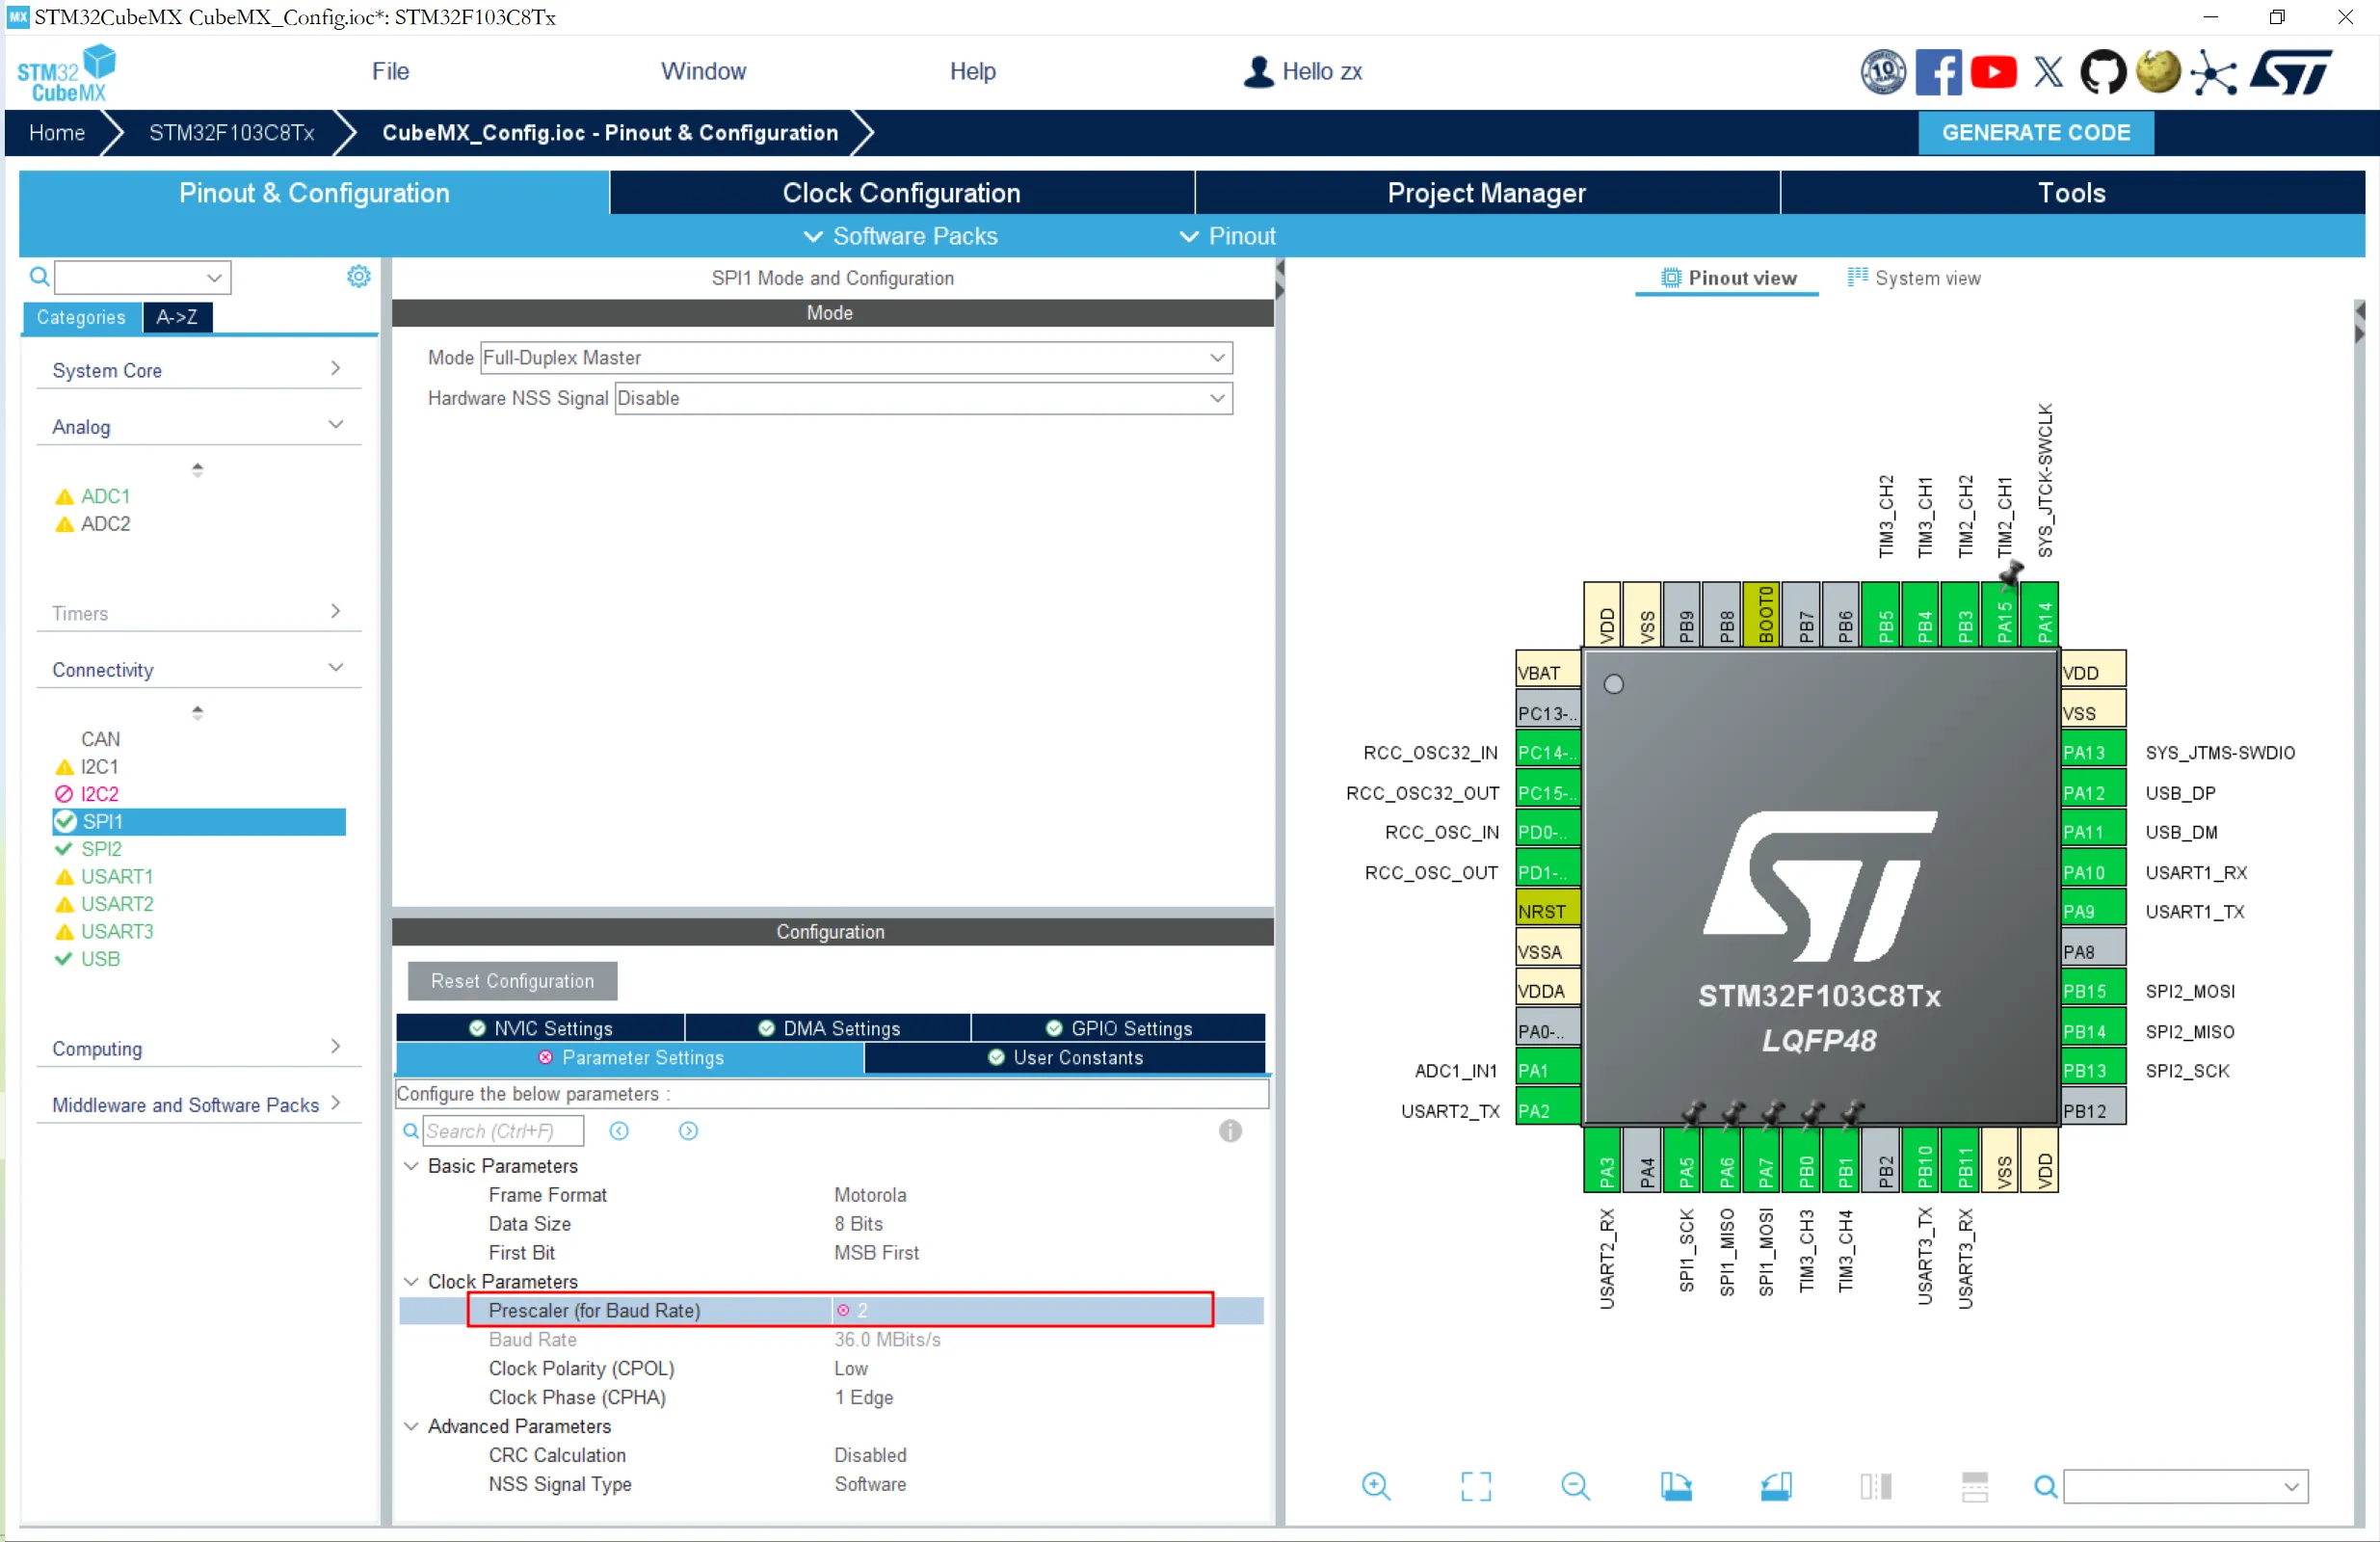 STM32CubeMX CubeMX_Config.ioc*: STM32F103C8Tx
STM32
CubeMX
File
Window
Help
Hello zx
10
Home
STM32F103C8Tx
CubeMX_Config.ioc - Pinout & Configuration
GENERATE CODE
Pinout & Configuration
Clock Configuration
Project Manager
Tools
Software Packs
Pinout
Categories
A->Z
System Core
Analog
ADC1
ADC2
Timers
Connectivity
CAN
I2C1
I2C2
SPI1
SPI2
USART1
USART2
USART3
USB
Computing
Middleware and Software Packs
SPI1 Mode and Configuration
Mode
Mode Full-Duplex Master
Hardware NSS Signal Disable
Configuration
Reset Configuration
NVIC Settings
DMA Settings
GPIO Settings
Parameter Settings
User Constants
Configure the below parameters :
Search (Ctrl+F)
Basic Parameters
Frame Format Motorola
Data Size 8 Bits
First Bit MSB First
Clock Parameters
Prescaler (for Baud Rate) 2
Baud Rate 36.0 MBits/s
Clock Polarity (CPOL) Low
Clock Phase (CPHA) 1 Edge
Advanced Parameters
CRC Calculation Disabled
NSS Signal Type Software
Pinout view
System view
TIM3_CH2
TIM3_CH1
TIM2_CH2
TIM2_CH1
SYS_JTCK-SWCLK
VDD
VSS
PB9
PB8
BOOT0
PB7
PB6
PB5
PB4
PB3
PA15
PA14
VBAT
PC13-..
RCC_OSC32_IN PC14-..
RCC_OSC32_OUT PC15-..
RCC_OSC_IN PD0-..
RCC_OSC_OUT PD1-..
NRST
VSSA
VDDA
PA0-..
ADC1_IN1 PA1
USART2_TX PA2
ST
STM32F103C8Tx
LQFP48
VDD
VSS
PA13 SYS_JTMS-SWDIO
PA12 USB_DP
PA11 USB_DM
PA10 USART1_RX
PA9 USART1_TX
PA8
PB15 SPI2_MOSI
PB14 SPI2_MISO
PB13 SPI2_SCK
PB12
PA3
PA4
PA5
PA6
PA7
PB0
PB1
PB2
PB10
PB11
VSS
VDD
USART2_RX
SPI1_SCK
SPI1_MISO
SPI1_MOSI
TIM3_CH3
TIM3_CH4
USART3_TX
USART3_RX